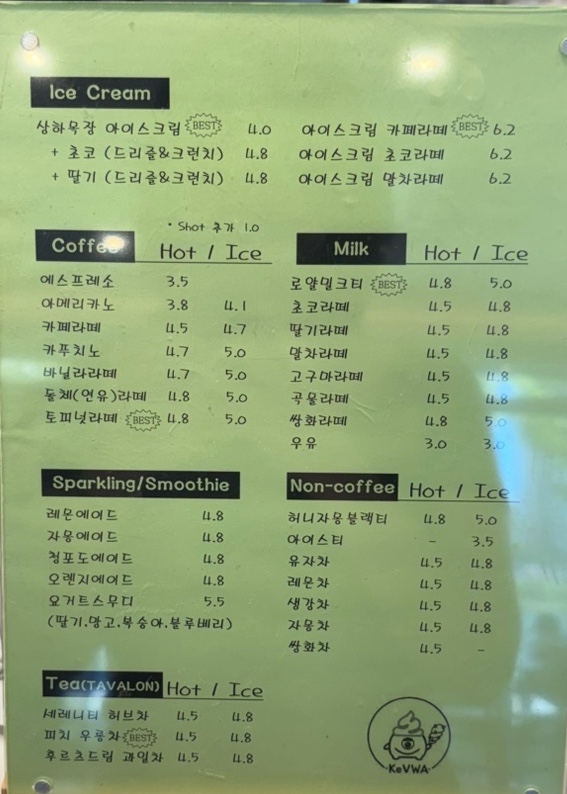 Ice Cream
상하목장 아이스크림 BEST 4.0
+ 초코 (드리즐&크런치) 4.8
+ 딸기 (드리즐&크런치) 4.8
아이스크림 카페라떼 BEST 6.2
아이스크림 초코라떼 6.2
아이스크림 말차라떼 6.2
* Shot 추가 1.0
Coffee Hot / Ice
에스프레소 3.5
아메리카노 3.8 4.1
카페라떼 4.5 4.7
카푸치노 4.7 5.0
바닐라라떼 4.7 5.0
돌체(연유)라떼 4.8 5.0
토피넛라떼 BEST 4.8 5.0
Milk Hot / Ice
로얄밀크티 BEST 4.8 5.0
초코라떼 4.5 4.8
딸기라떼 4.5 4.8
말차라떼 4.5 4.8
고구마라떼 4.5 4.8
곡물라떼 4.5 4.8
쌍화라떼 4.8 5.0
우유 3.0 3.0
Sparkling/Smoothie
레몬에이드 4.8
자몽에이드 4.8
청포도에이드 4.8
오렌지에이드 4.8
요거트스무디 5.5
(딸기.망고.복숭아.블루베리)
Non-coffee Hot / Ice
허니자몽블랙티 4.8 5.0
아이스티 - 3.5
유자차 4.5 4.8
레몬차 4.5 4.8
생강차 4.5 4.8
자몽차 4.5 4.8
쌍화차 4.5 -
Tea(TAVALON) Hot / Ice
세레니티 허브차 4.5 4.8
피치 우롱차 BEST 4.5 4.8
후르츠드림 과일차 4.5 4.8
KeVWA